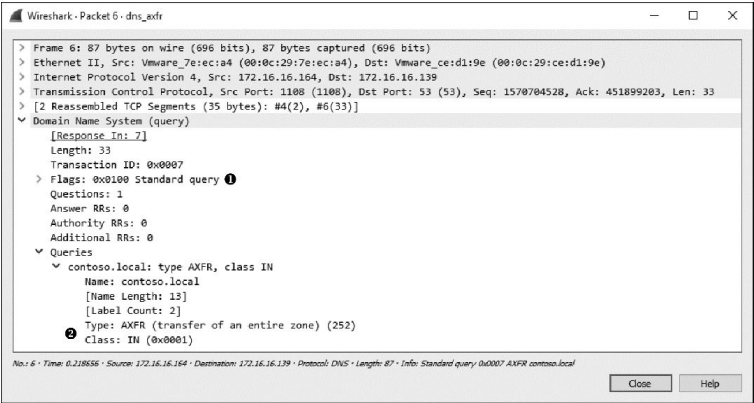 Wireshark · Packet 6 · dns_axfr
> Frame 6: 87 bytes on wire (696 bits), 87 bytes captured (696 bits)
> Ethernet II, Src: Vmware_7e:ec:a4 (00:0c:29:7e:ec:a4), Dst: Vmware_ce:d1:9e (00:0c:29:ce:d1:9e)
> Internet Protocol Version 4, Src: 172.16.16.164, Dst: 172.16.16.139
> Transmission Control Protocol, Src Port: 1108 (1108), Dst Port: 53 (53), Seq: 1570704528, Ack: 451899203, Len: 33
> [2 Reassembled TCP Segments (35 bytes): #4(2), #6(33)]
Domain Name System (query)
[Response In: 7]
Length: 33
Transaction ID: 0x0007
> Flags: 0x0100 Standard query ❶
Questions: 1
Answer RRs: 0
Authority RRs: 0
Additional RRs: 0
Queries
contoso.local: type AXFR, class IN
Name: contoso.local
[Name Length: 13]
[Label Count: 2]
❷ Type: AXFR (transfer of an entire zone) (252)
Class: IN (0x0001)
No.: 6 · Time: 0.218656 · Source: 172.16.16.164 · Destination: 172.16.16.139 · Protocol: DNS · Length: 87 · Info: Standard query 0x0007 AXFR contoso.local
Close Help